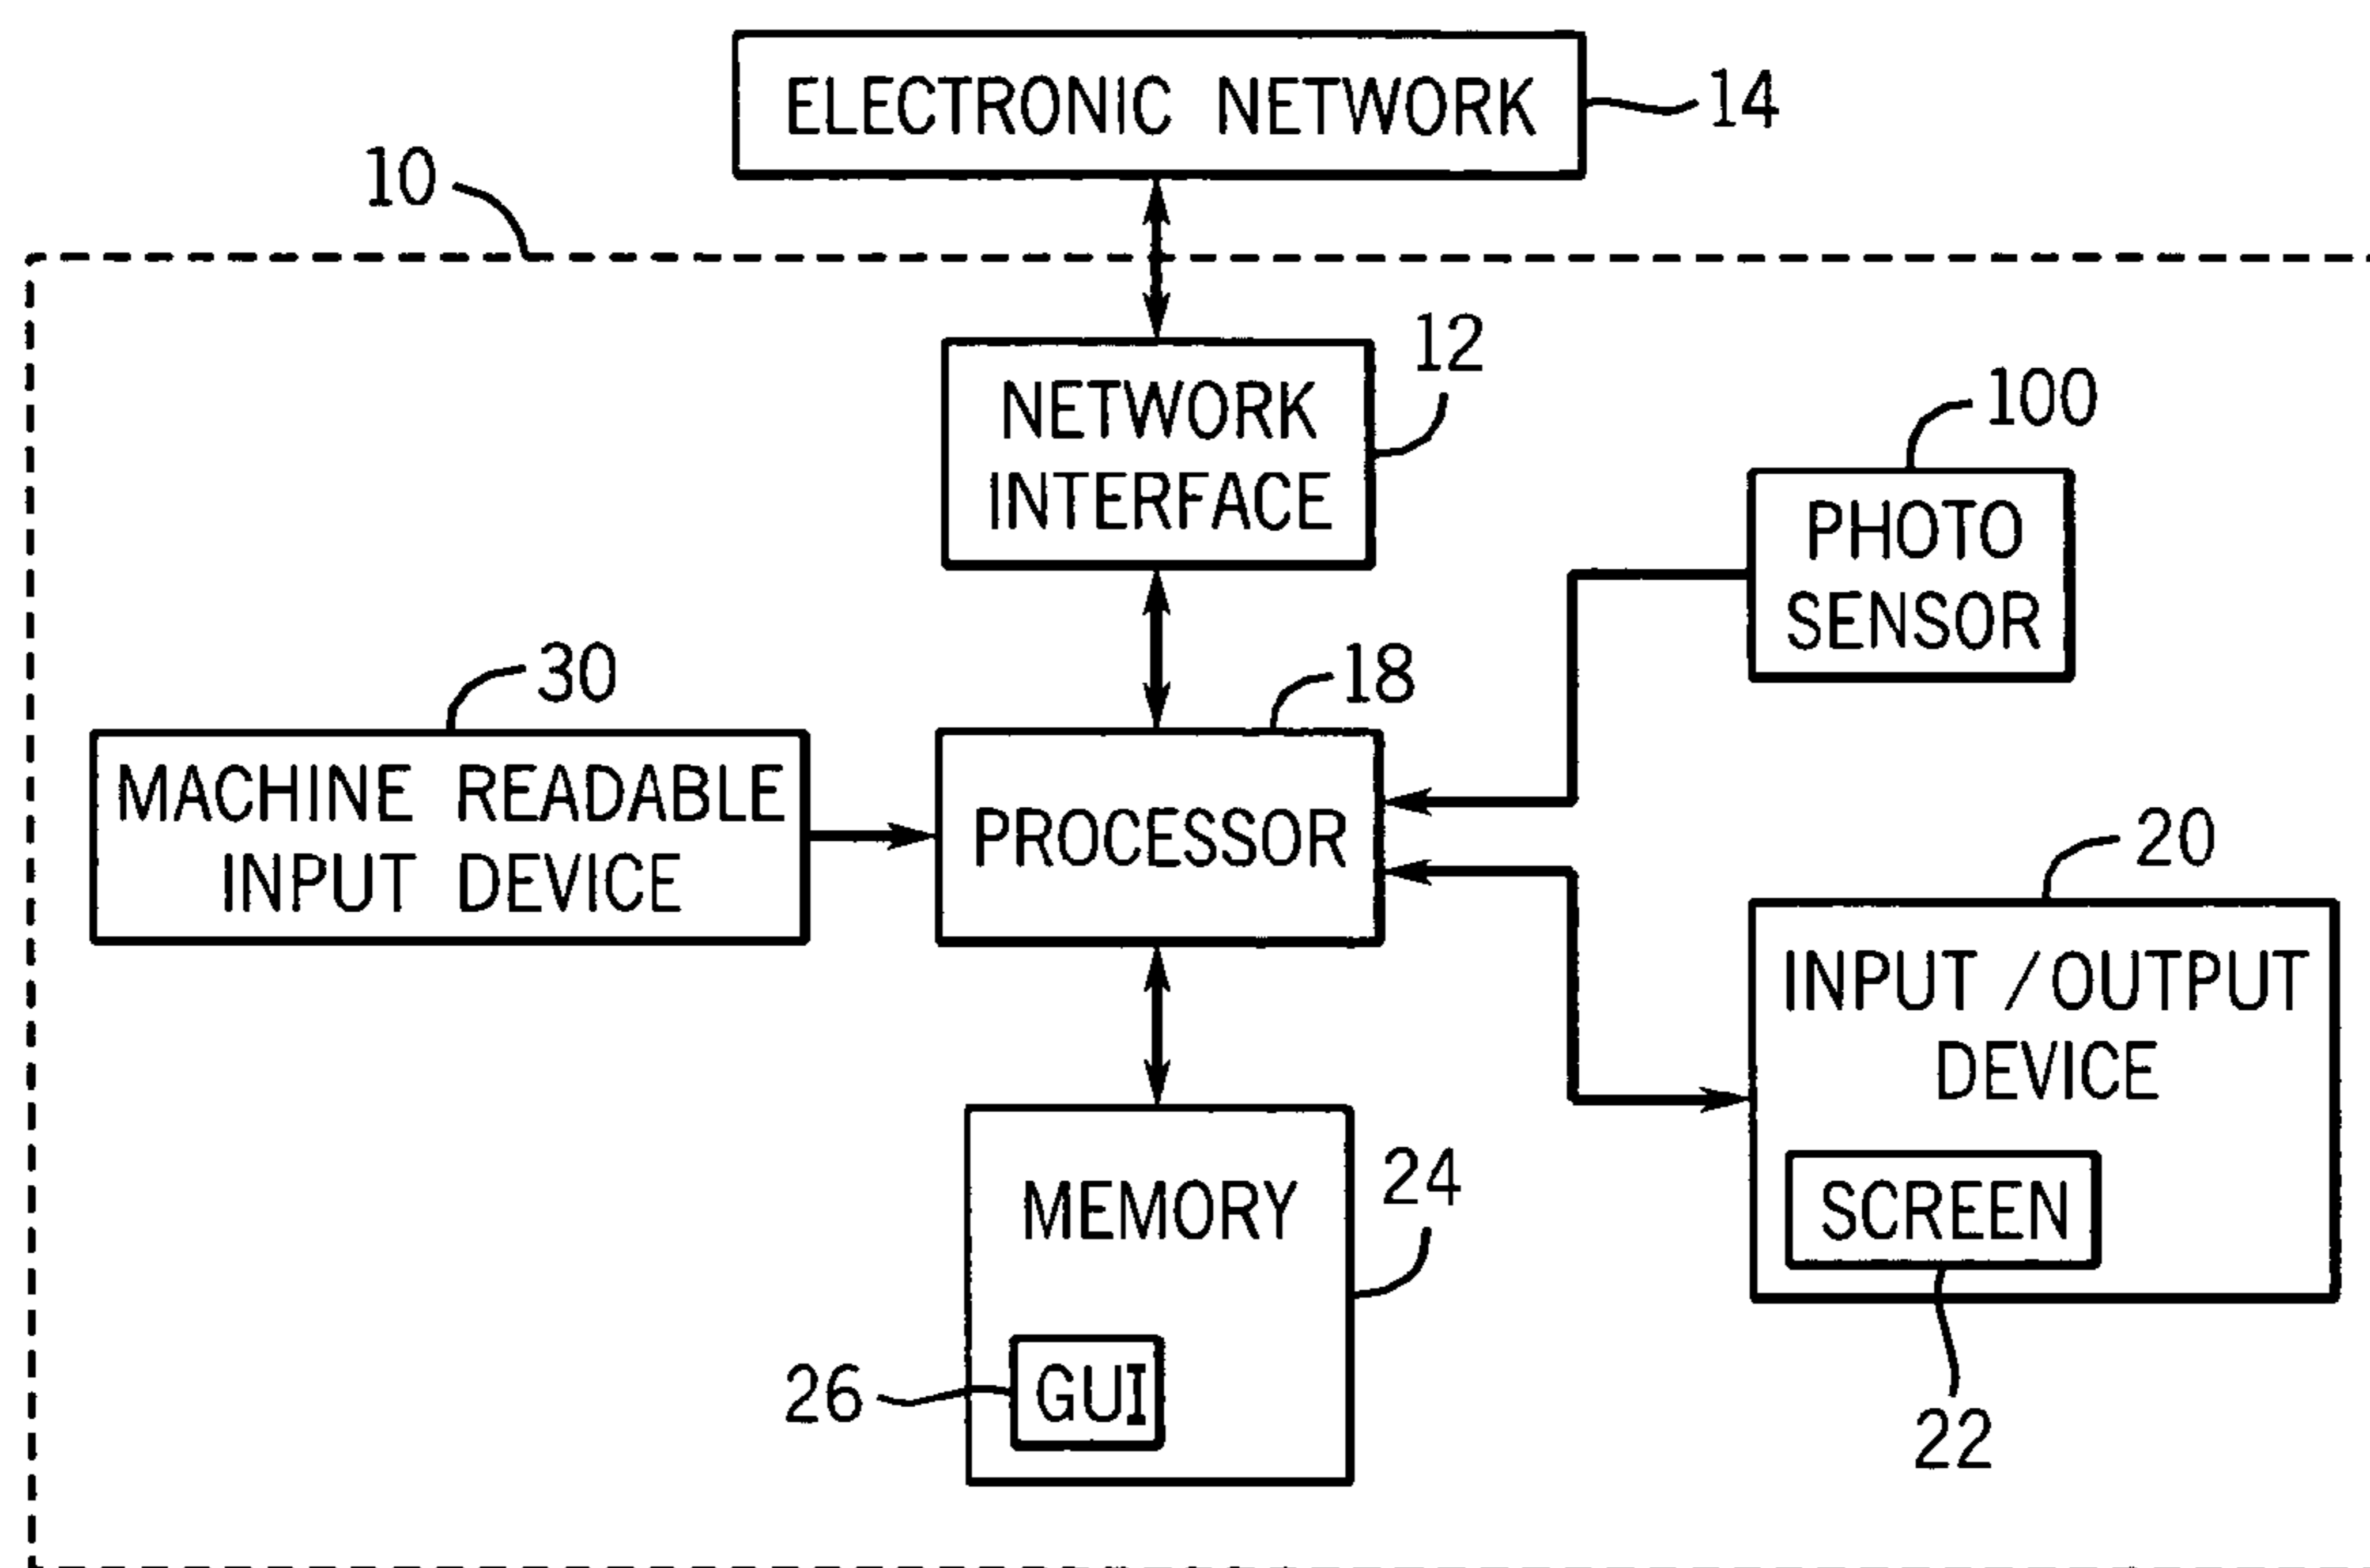 ELECTRONIC NETWORK
14
10
12
NETWORK
INTERFACE
100
PHOTO
SENSOR
30
18
MACHINE READABLE
INPUT DEVICE
PROCESSOR
20
INPUT /OUTPUT
DEVICE
MEMORY
24
SCREEN
26
GUI
22